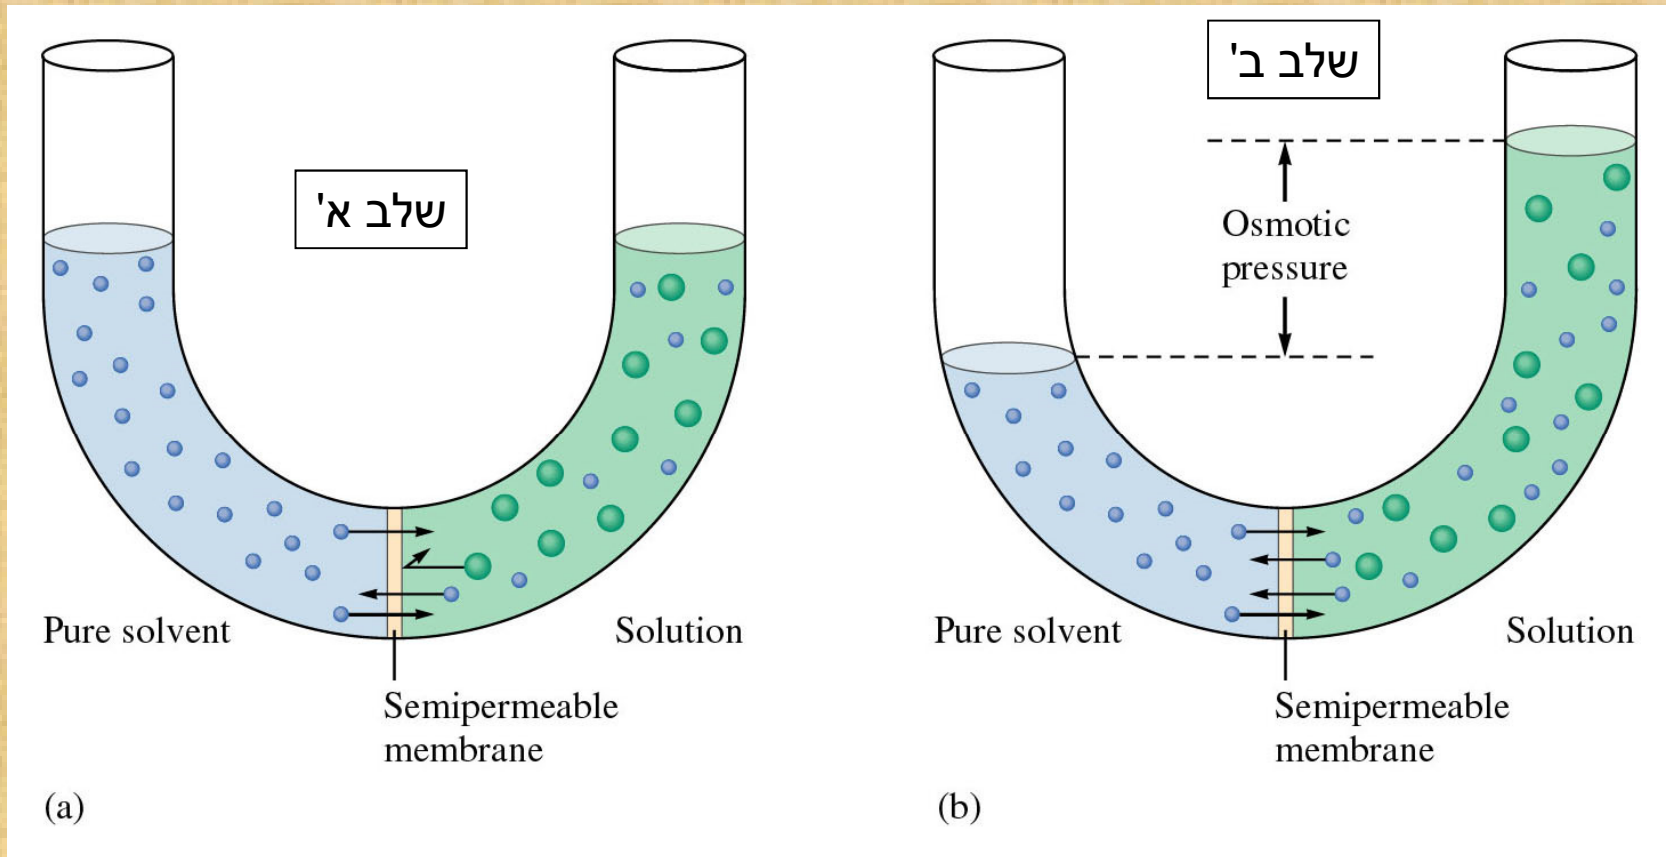 שלב א'
Pure solvent
Solution
Semipermeable
membrane
(a)
שלב ב'
Osmotic
pressure
Pure solvent
Solution
Semipermeable
membrane
(b)